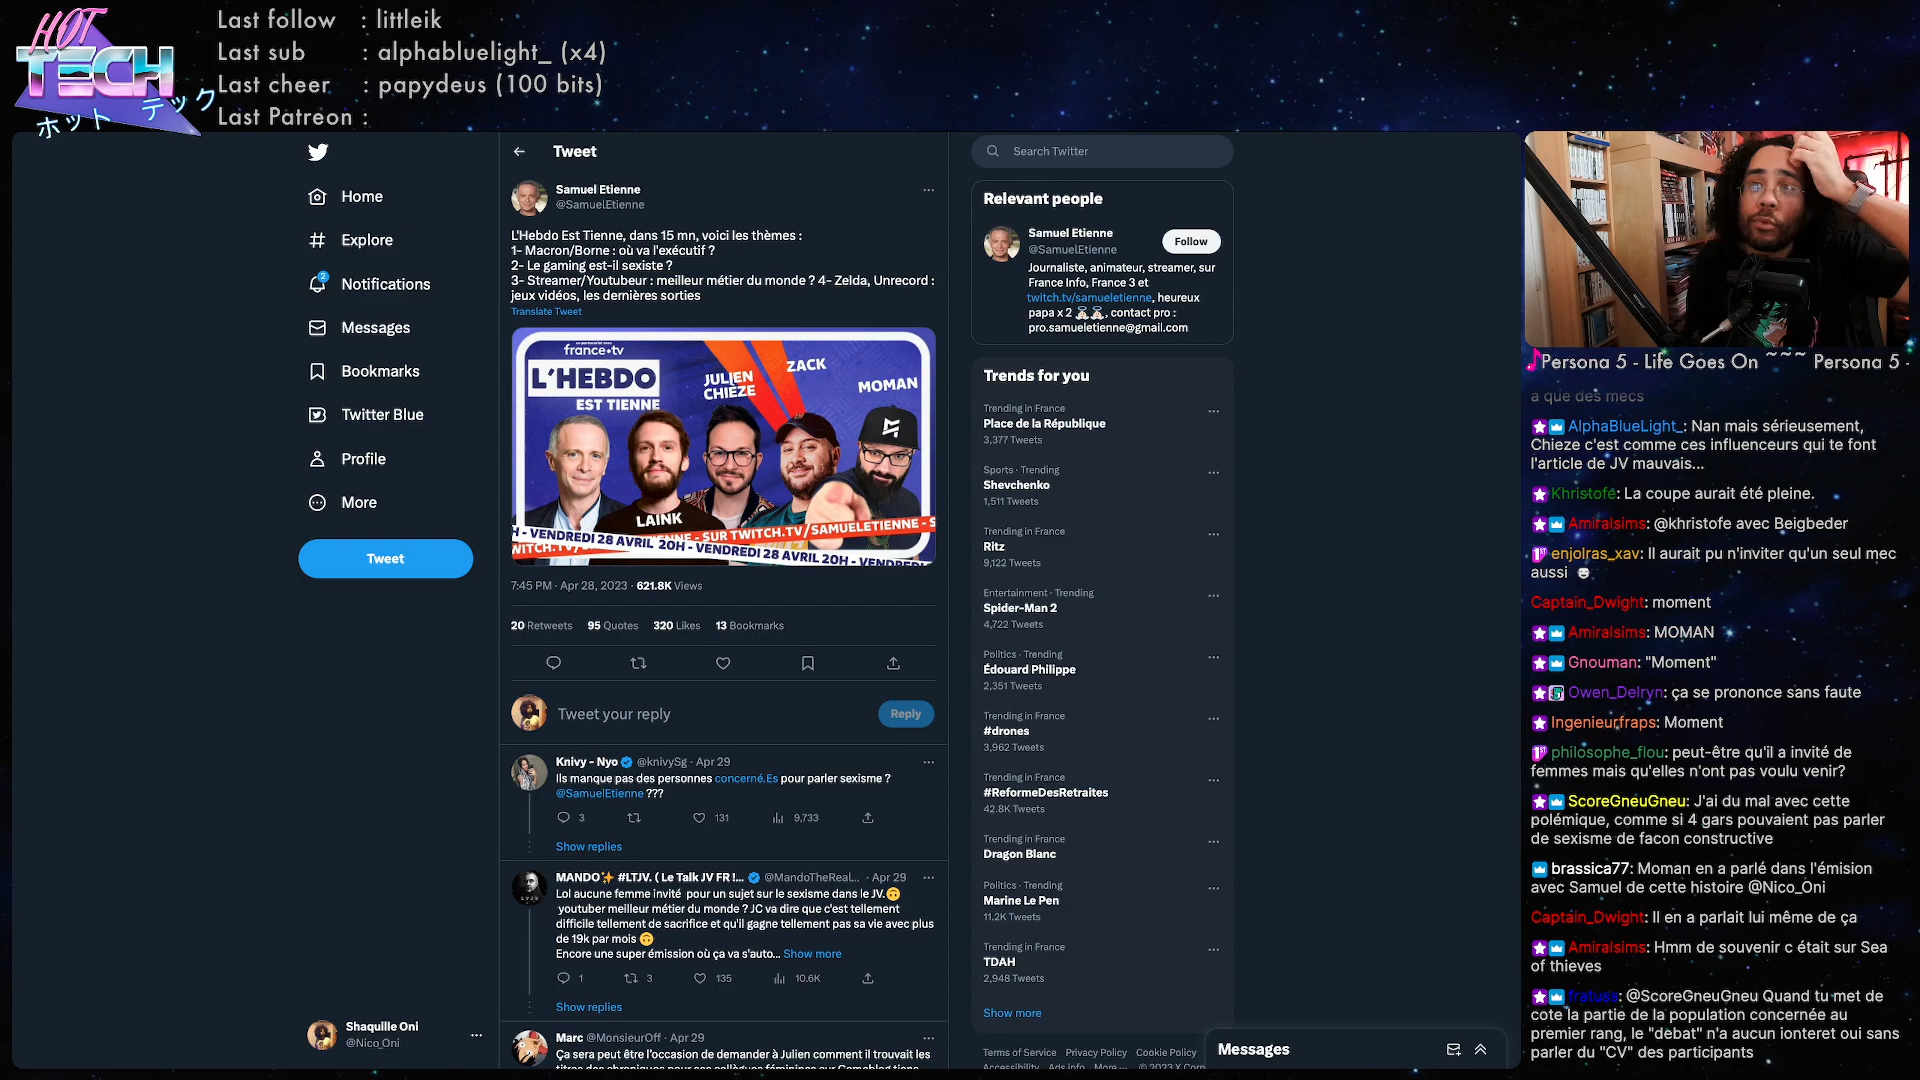 HOT
TECH
ホット テック
Last follow : littleik
Last sub : alphabluelight_ (x4)
Last cheer : papydeus (100 bits)
Last Patreon :
Home
Explore
2
Notifications
Messages
Bookmarks
Twitter Blue
Profile
More
Tweet
Shaquille Oni
@Nico_Oni
Tweet
Samuel Etienne
@SamuelEtienne
L'Hebdo Est Tienne, dans 15 mn, voici les thèmes :
1- Macron/Borne : où va l'exécutif ?
2- Le gaming est-il sexiste ?
3- Streamer/Youtubeur : meilleur métier du monde ? 4- Zelda, Unrecord :
jeux vidéos, les dernières sorties
Translate Tweet
en partenariat avec
france•tv
L'HEBDO
EST TIENNE
JULIEN
CHIÈZE
ZACK
MOMAN
LAINK
H - VENDREDI 28 AVRIL 20H - VENDREDI 28 AVRIL 20H - VENDREDI
SUR TWITCH.TV/SAMUELETIENNE - S
7:45 PM · Apr 28, 2023 · 621.8K Views
20 Retweets 95 Quotes 320 Likes 13 Bookmarks
Tweet your reply
Reply
Knivy - Nyo @knivySg · Apr 29
Ils manque pas des personnes concerné.Es pour parler sexisme ?
@SamuelEtienne ???
3 131 9,733
Show replies
MANDO✨ #LTJV. ( Le Talk JV FR !... @MandoTheReaL... · Apr 29
Lol aucune femme invité pour un sujet sur le sexisme dans le JV.🙃
youtuber meilleur métier du monde ? JC va dire que c'est tellement
difficile tellement de sacrifice et qu'il gagne tellement pas sa vie avec plus
de 19k par mois 🙃
Encore une super émission où ça va s'auto... Show more
1 3 135 10.6K
Show replies
Marc @MonsieurOff · Apr 29
Ça sera peut être l'occasion de demander à Julien comment il trouvait les
titres des chroniques pour ses collègues féminines sur Gameblog
Search Twitter
Relevant people
Samuel Etienne
@SamuelEtienne
Follow
Journaliste, animateur, streamer, sur
France Info, France 3 et
twitch.tv/samueletienne, heureux
papa x 2 👼🏻👼🏻, contact pro :
pro.samueletienne@gmail.com
Trends for you
Trending in France
Place de la République
3,377 Tweets
Sports · Trending
Shevchenko
1,511 Tweets
Trending in France
Ritz
9,122 Tweets
Entertainment · Trending
Spider-Man 2
4,722 Tweets
Politics · Trending
Édouard Philippe
2,351 Tweets
Trending in France
#drones
3,962 Tweets
Trending in France
#ReformeDesRetraites
42.8K Tweets
Trending in France
Dragon Blanc
Politics · Trending
Marine Le Pen
11.2K Tweets
Trending in France
TDAH
2,948 Tweets
Show more
Terms of Service Privacy Policy Cookie Policy
Accessibility Ads info More ... © 2023 X Corp
Messages
Persona 5 - Life Goes On ~~~ Persona 5 -
a que des mecs
AlphaBlueLight_: Nan mais sérieusement,
Chieze c'est comme ces influenceurs qui te font
l'article de JV mauvais...
Khristofe: La coupe aurait été pleine.
Amiralsims: @khristofe avec Beigbeder
enjolras_xav: Il aurait pu n'inviter qu'un seul mec
aussi
Captain_Dwight: moment
Amiralsims: MOMAN
Gnouman: "Moment"
Owen_Delryn: ça se prononce sans faute
Ingenieurfraps: Moment
philosophe_flou: peut-être qu'il a invité de
femmes mais qu'elles n'ont pas voulu venir?
ScoreGneuGneu: J'ai du mal avec cette
polémique, comme si 4 gars pouvaient pas parler
de sexisme de facon constructive
brassica77: Moman en a parlé dans l'émision
avec Samuel de cette histoire @Nico_Oni
Captain_Dwight: Il en a parlait lui même de ça
Amiralsims: Hmm de souvenir c était sur Sea
of thieves
fratuss: @ScoreGneuGneu Quand tu met de
cote la partie de la population concernée au
premier rang, le "débat" n'a aucun ionteret oui sans
parler du "CV" des participants